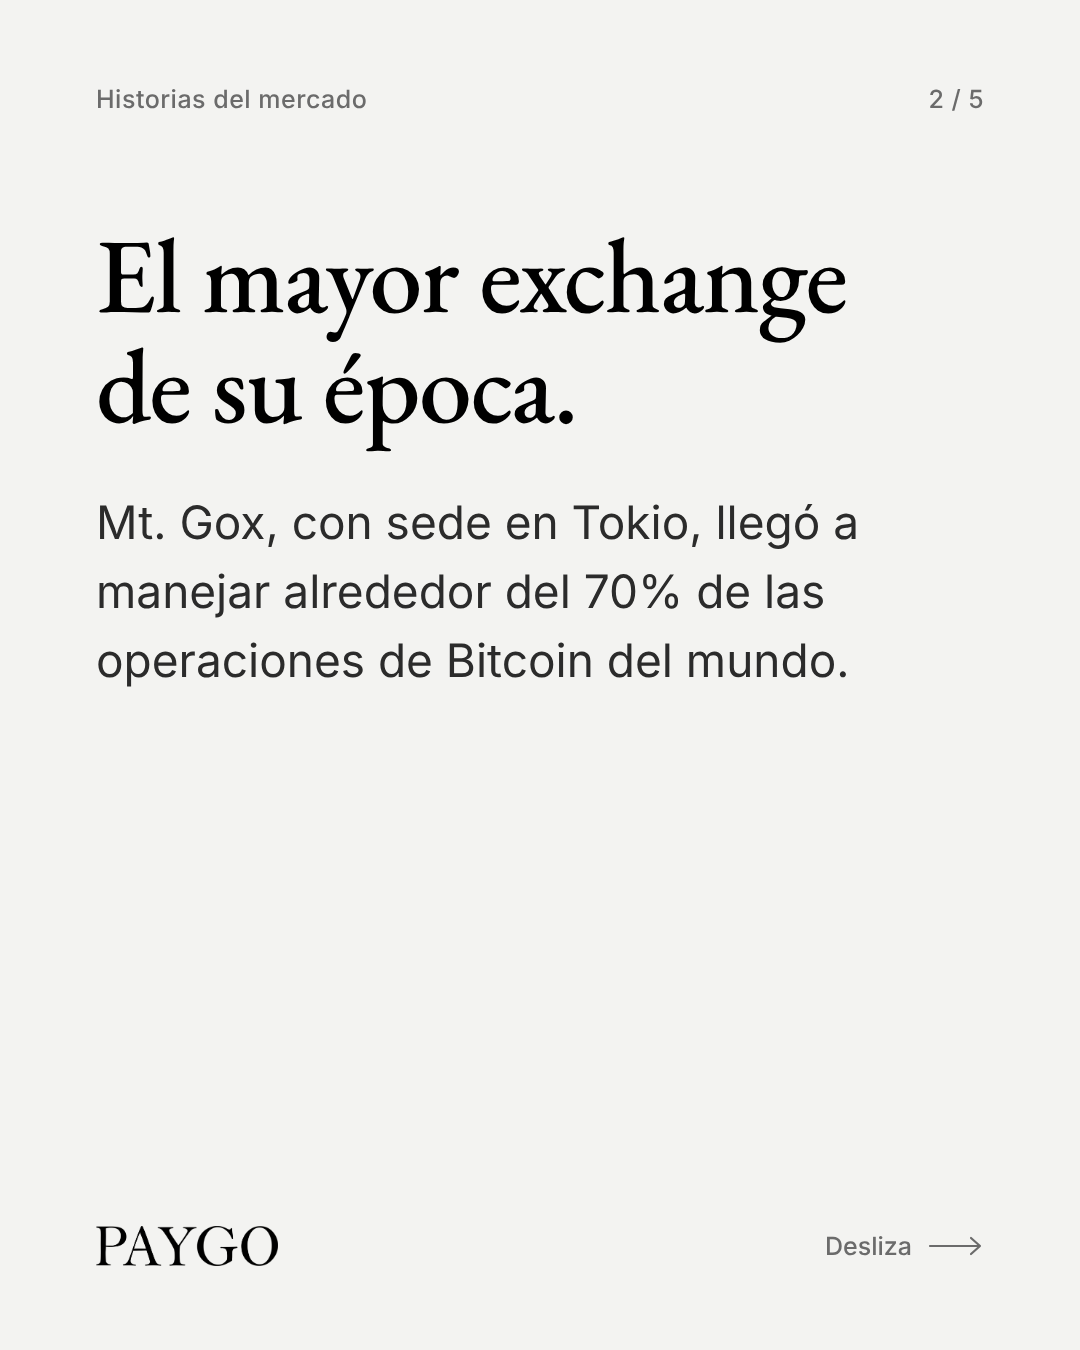 Historias del mercado
2 / 5
El mayor exchange
de su época.
Mt. Gox, con sede en Tokio, llegó a
manejar alrededor del 70% de las
operaciones de Bitcoin del mundo.
PAYGO
Desliza →